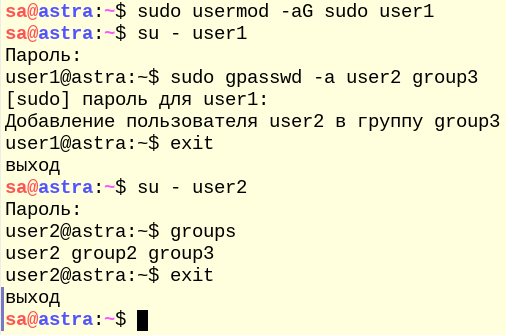 sa@astra:~$ sudo usermod -aG sudo user1
sa@astra:~$ su - user1
Пароль:
user1@astra:~$ sudo gpasswd -a user2 group3
[sudo] пароль для user1:
Добавление пользователя user2 в группу group3
user1@astra:~$ exit
выход
sa@astra:~$ su - user2
Пароль:
user2@astra:~$ groups
user2 group2 group3
user2@astra:~$ exit
выход
sa@astra:~$